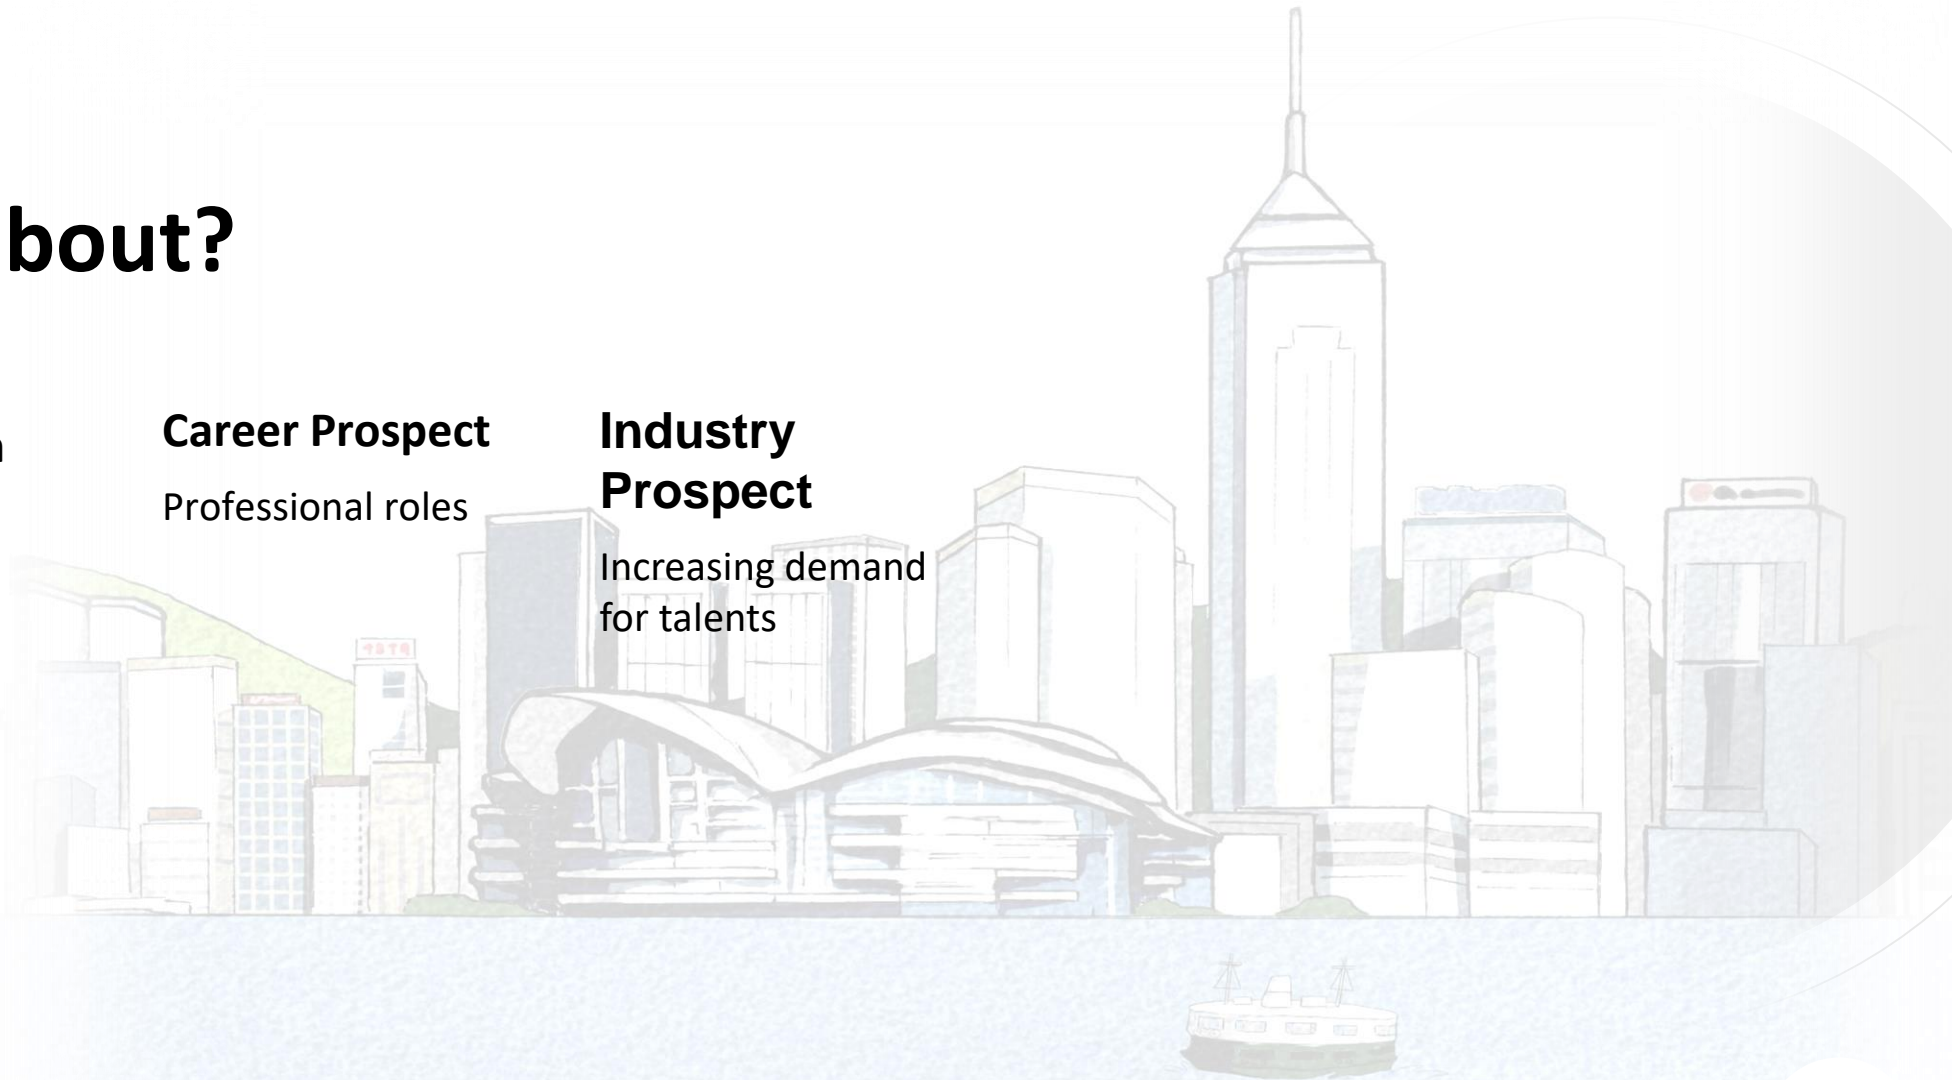 bout?
Career Prospect
Professional roles
Industry
Prospect
Increasing demand
for talents